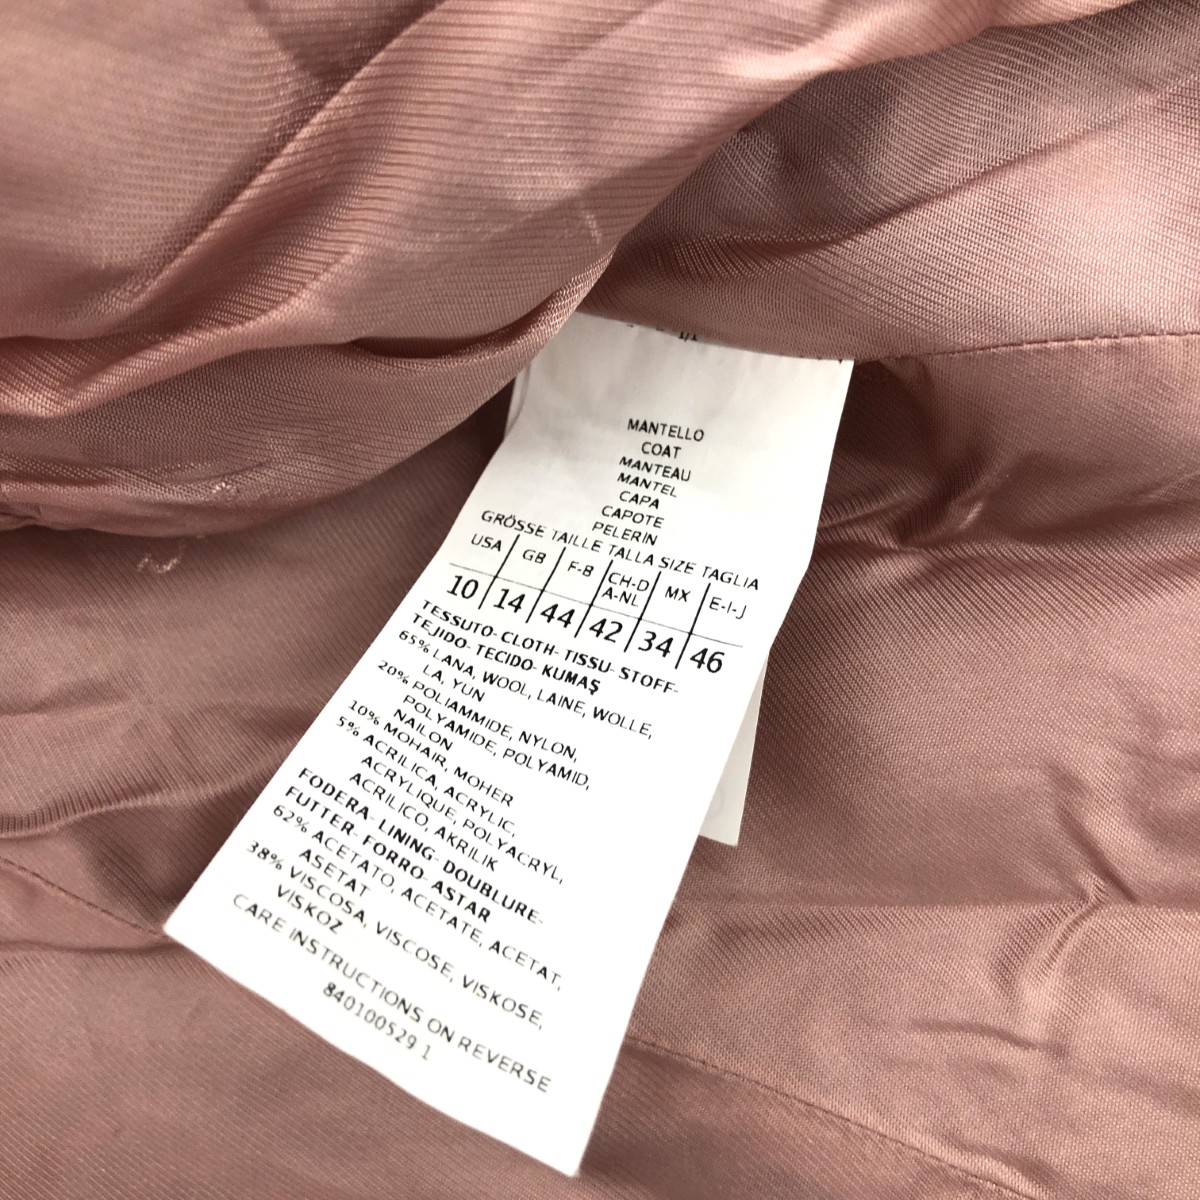 1/1
MANTELLO
COAT
MANTEAU
MANTEL
CAPA
CAPOTE
PELERIN
GRÖSSE TAILLE TALLA SIZE TAGLIA
USA GB F-B CH-D A-NL MX E-I-J
10 14 44 42 34 46
TESSUTO- CLOTH- TISSU- STOFF-
TEJIDO- TECIDO- KUMAŞ
65% LANA, WOOL, LAINE, WOLLE,
LA, YUN
20% POLIAMMIDE, NYLON,
POLYAMIDE, POLYAMID,
NAILON
10% MOHAIR, MOHER
5% ACRILICA, ACRYLIC,
ACRYLIQUE, POLYACRYL,
ACRILICO, AKRILIK
FODERA- LINING- DOUBLURE-
FUTTER- FORRO- ASTAR
62% ACETATO, ACETATE, ACETAT,
ASETAT
38% VISCOSA, VISCOSE, VISKOSE,
VISKOZ
CARE INSTRUCTIONS ON REVERSE
840100529 1